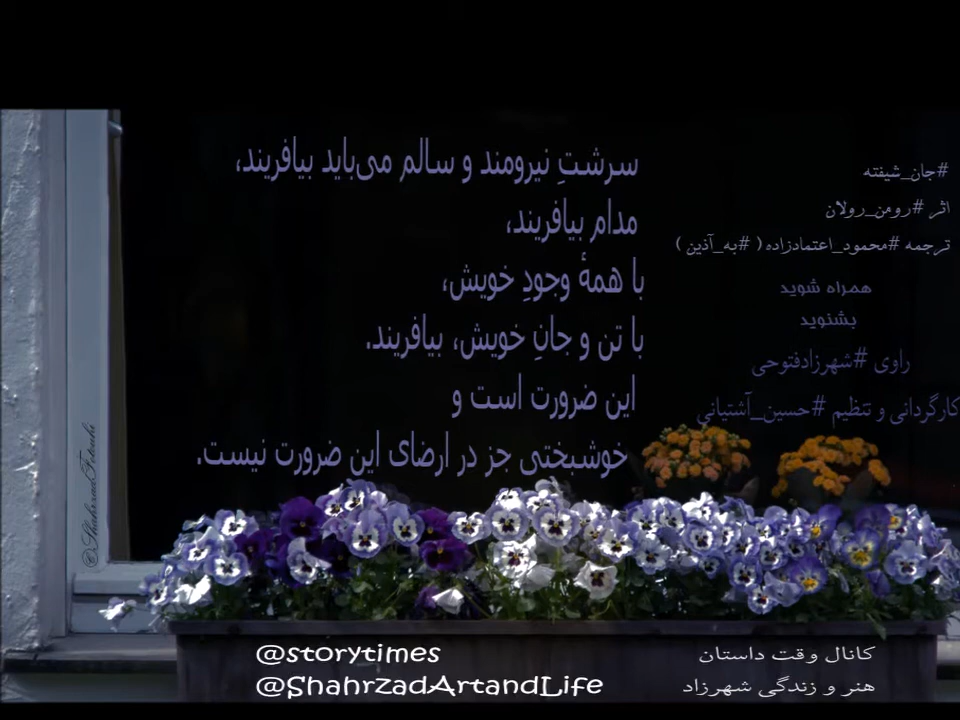 سرشتِ نیرومند و سالم می‌باید بیافریند،
مدام بیافریند،
با همهٔ وجودِ خویش،
با تن و جانِ خویش، بیافریند.
این ضرورت است و
خوشبختی جز در ارضای این ضرورت نیست.
#جان_شیفته
اثر #رومن_رولان
ترجمه #محمود_اعتمادزاده ( #به_آذین )
همراه شوید
بشنوید
راوی #شهرزادفتوحی
کارگردانی و تنظیم #حسین_آشتیانی
@ShahrzadFotouhi
@storytimes
کانال وقت داستان
@ShahrzadArtandLife
هنر و زندگی شهرزاد